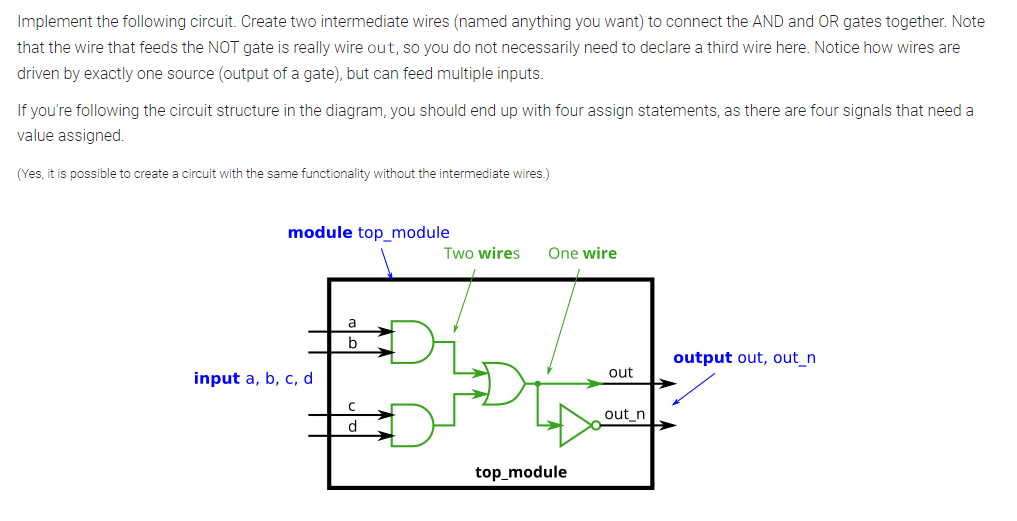 Implement the following circuit. Create two intermediate wires (named anything you want) to connect the AND and OR gates together. Note
that the wire that feeds the NOT gate is really wire out, so you do not necessarily need to declare a third wire here. Notice how wires are
driven by exactly one source (output of a gate), but can feed multiple inputs.
If you're following the circuit structure in the diagram, you should end up with four assign statements, as there are four signals that need a
value assigned.
(Yes, it is possible to create a circuit with the same functionality without the intermediate wires.)
module top_module
Two wires
One wire
a
b
input a, b, c, d
c
d
out
out_n
output out, out_n
top_module